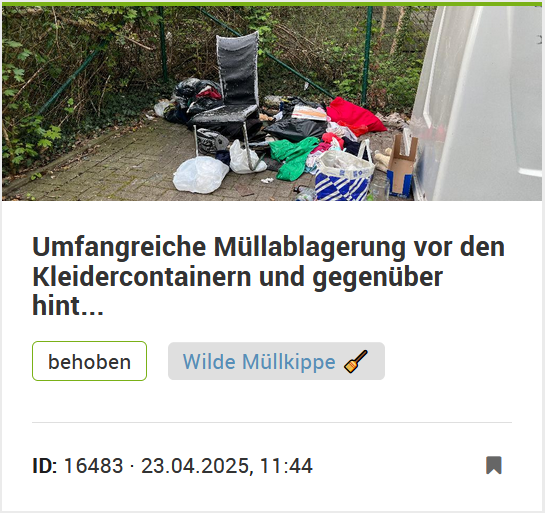 Umfangreiche Müllablagerung vor den
Kleidercontainern und gegenüber
hint...
behoben Wilde Müllkippe
ID: 16483 · 23.04.2025, 11:44